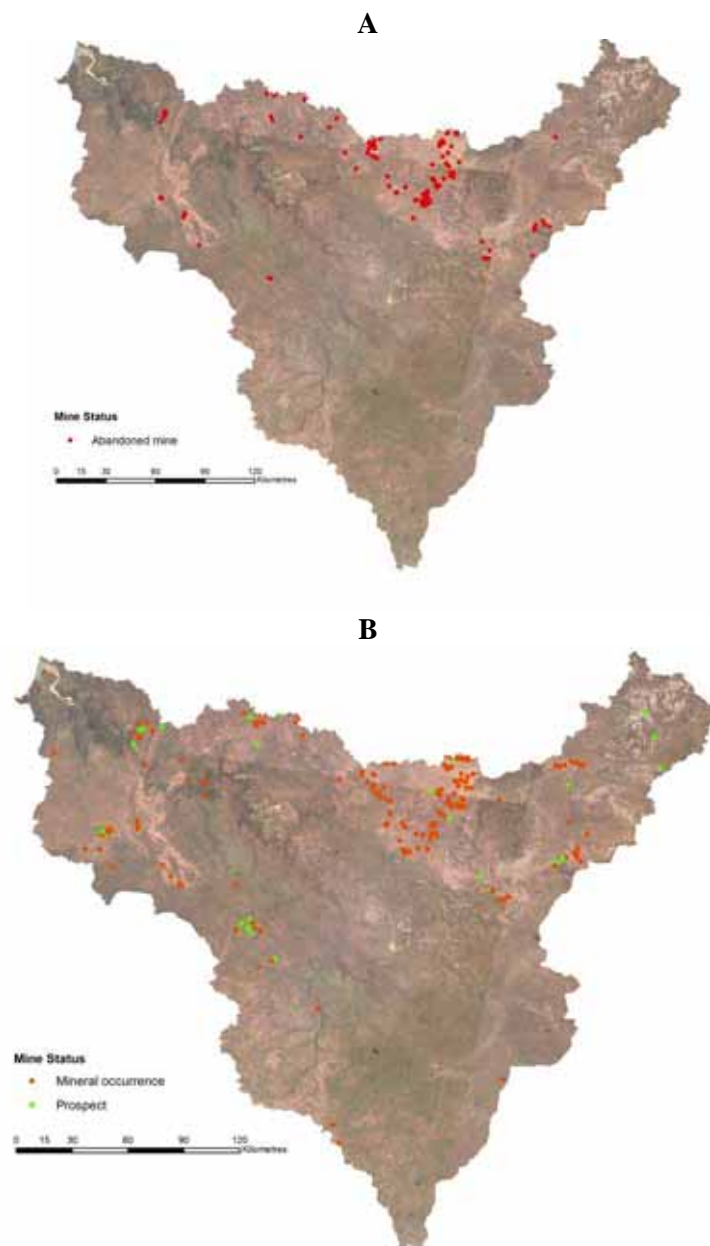 A
Mine Status
Abandoned mine
0 15 30 60 90 120
Kilometres
B
Mine Status
Mineral occurrence
Prospect
0 15 30 60 90 120
Kilometres